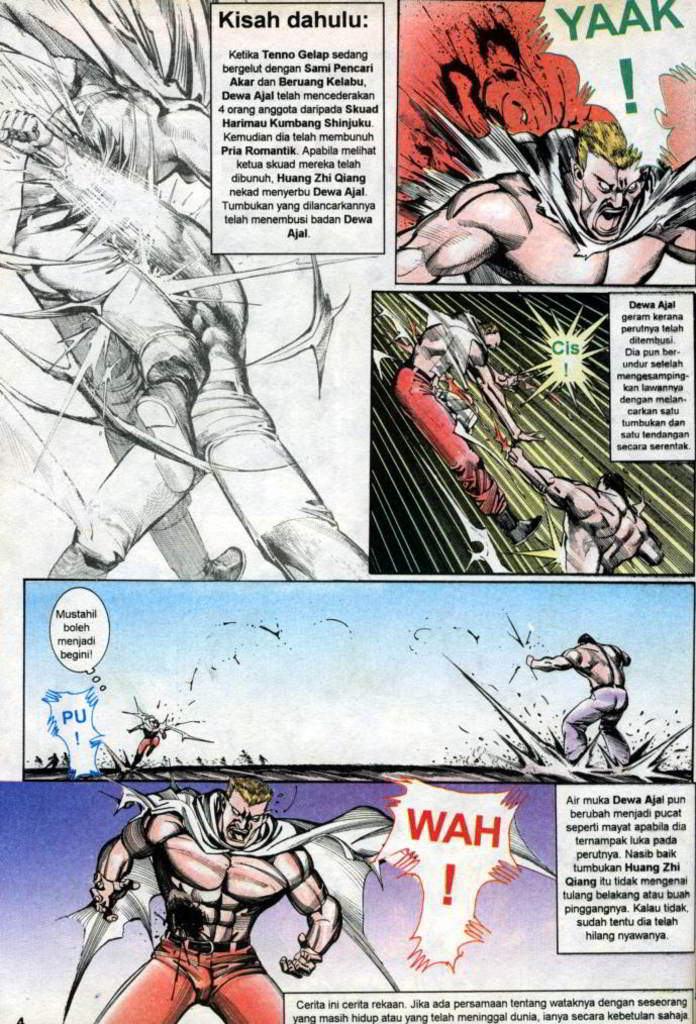 Kisah dahulu:
Ketika Tenno Gelap sedang
bergelut dengan Sami Pencari
Akar dan Beruang Kelabu,
Dewa Ajal telah mencederakan
4 orang anggota daripada Skuad
Harimau Kumbang Shinjuku.
Kemudian dia telah membunuh
Pria Romantik. Apabila melihat
ketua skuad mereka telah
dibunuh, Huang Zhi Qiang
nekad menyerbu Dewa Ajal.
Tumbukan yang dilancarkannya
telah menembusi badan Dewa
Ajal.
YAAK
!
Dewa Ajal
geram kerana
perutnya telah
ditembusi.
Dia pun ber-
undur selelah
mengesamping-
kan lawannya
dengan melan-
carkan satu
tumbukan dan
satu tendangan
secara serentak.
Cis
!
Mustahil
boleh
menjadi
begini!
PU
!
WAH
!
Air muka Dewa Ajal pun
berubah menjadi pucat
seperti mayat apabila dia
ternampak luka pada
perutnya. Nasib baik
tumbukan Huang Zhi
Qiang itu tidak mengenai
tulang belakang atau buah
pinggangnya. Kalau tidak,
sudah tentu dia telah
hilang nyawanya.
Cerita ini cerita rekaan. Jika ada persamaan tentang wataknya dengan seseorang
yang masih hidup atau yang telah meninggal dunia, ianya secara kebetulan sahaja
4